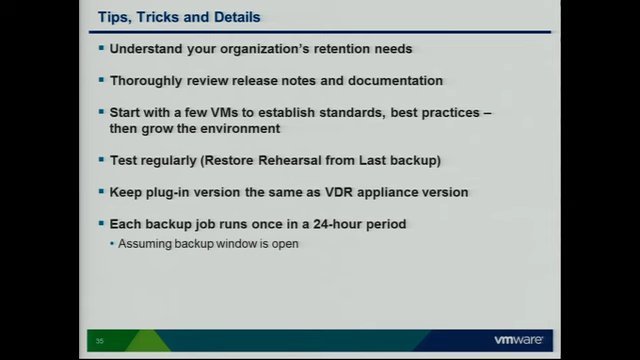 Tips, Tricks and Details
Understand your organization's retention needs
Thoroughly review release notes and documentation
Start with a few VMs to establish standards, best practices –
then grow the environment
Test regularly (Restore Rehearsal from Last backup)
Keep plug-in version the same as VDR appliance version
Each backup job runs once in a 24-hour period
• Assuming backup window is open
35
vmware